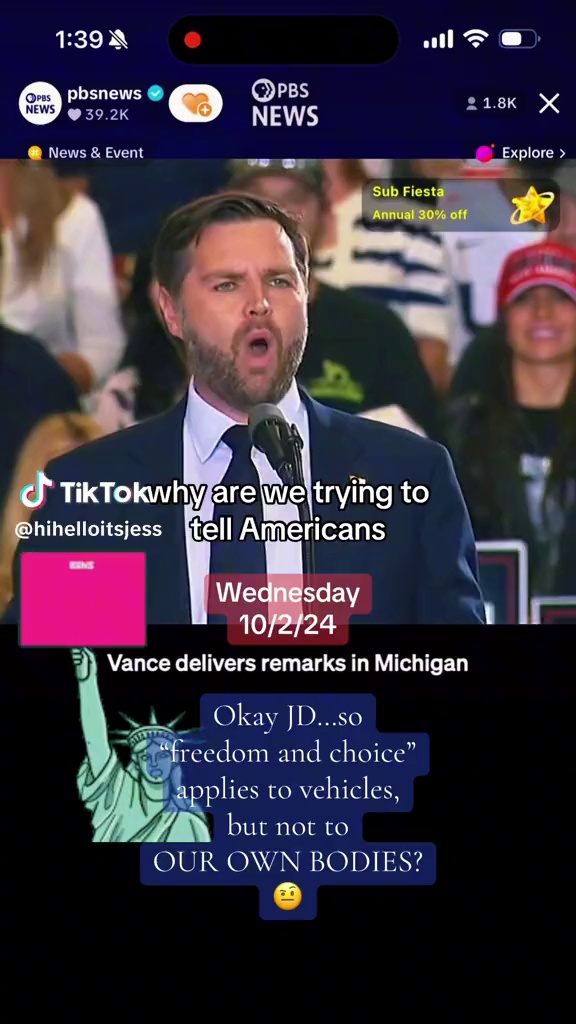 1:39
pbsnews
39.2K
PBS
NEWS
PBS
NEWS
1.8K
News & Event
Explore >
Sub Fiesta
Annual 30% off
TikTok
@hihelloitsjess
why are we trying to
tell Americans
Wednesday
10/2/24
Vance delivers remarks in Michigan
Okay JD...so
“freedom and choice”
applies to vehicles,
but not to
OUR OWN BODIES?